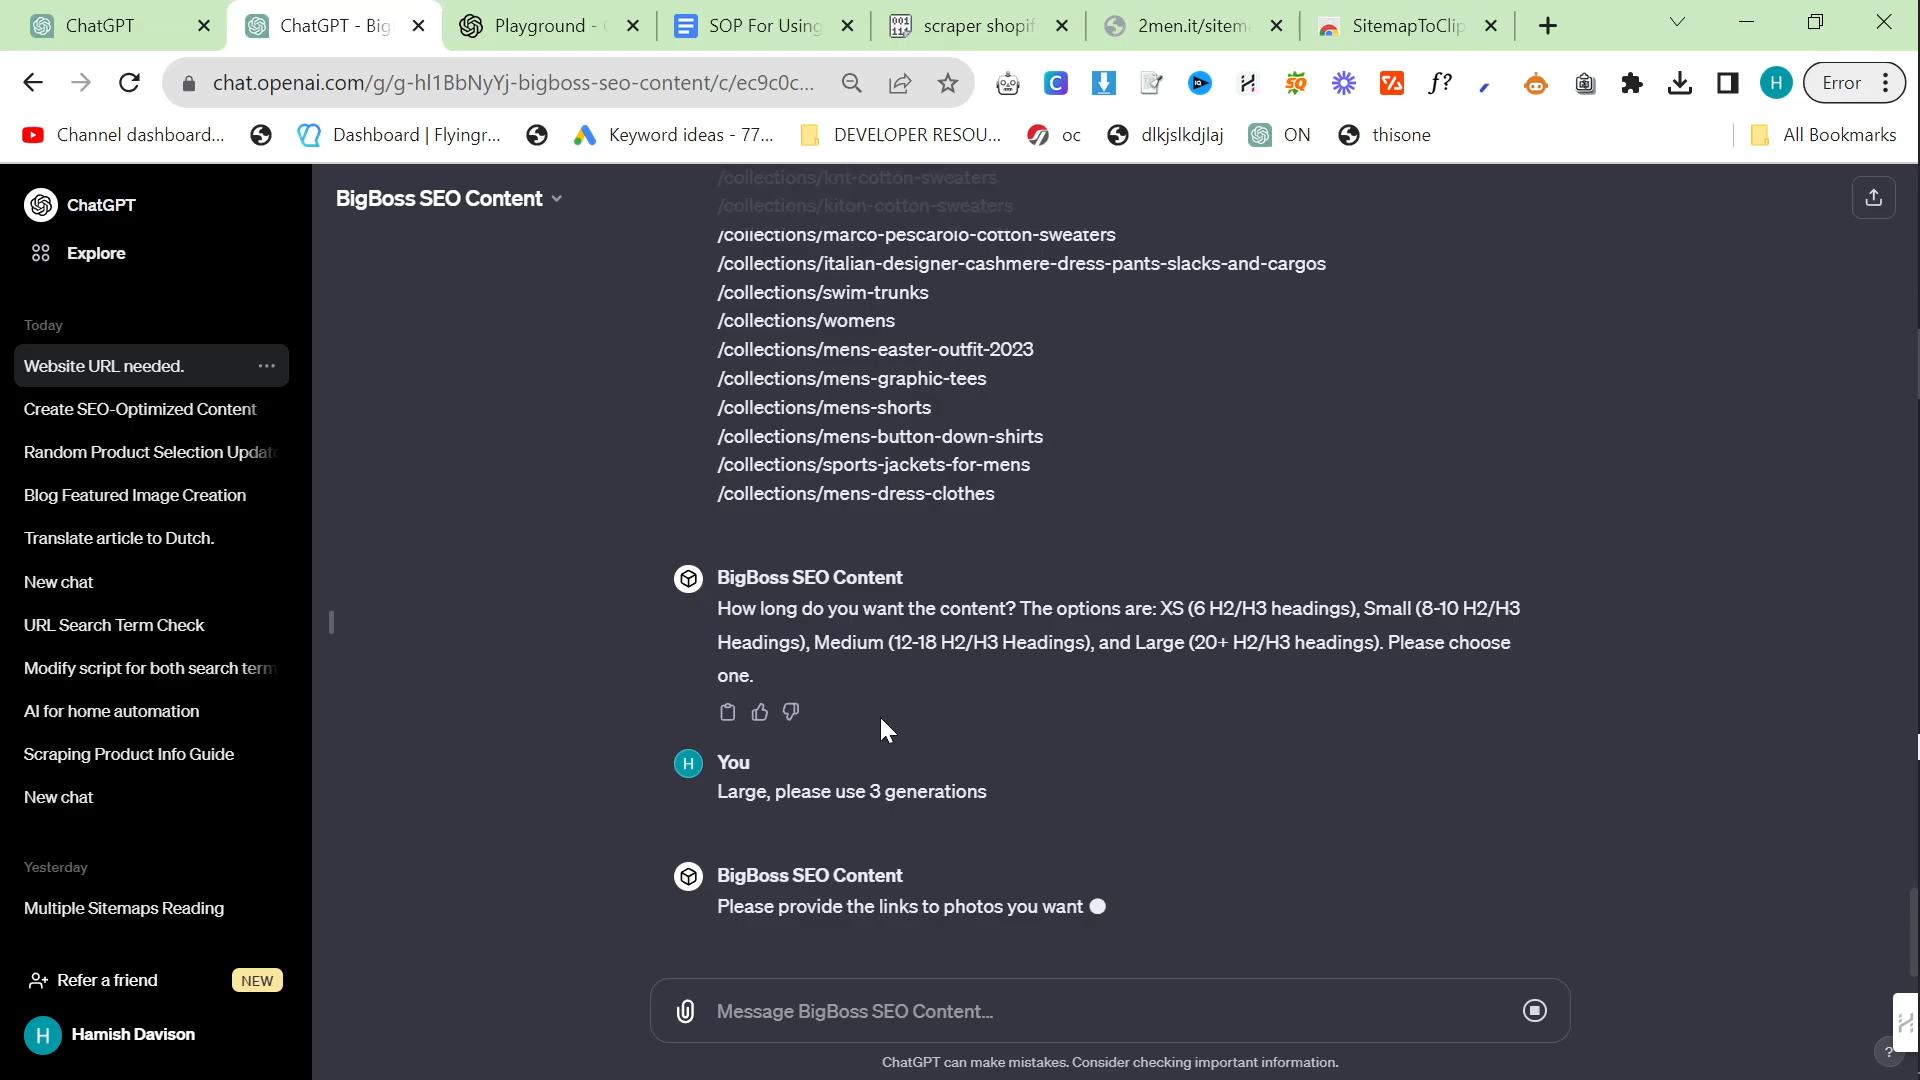 ChatGPT
ChatGPT - Big
Playground -
SOP For Using
scraper shopif
2men.it/sitem
SitemapToClip
chat.openai.com/g/g-hl1BbNyYj-bigboss-seo-content/c/ec9c0c...
Error
Channel dashboard...
Dashboard | Flyingr...
Keyword ideas - 77...
DEVELOPER RESOU...
oc
dlkjslkdjlaj
ON
thisone
All Bookmarks
ChatGPT
Explore
Today
Website URL needed.
Create SEO-Optimized Content
Random Product Selection Updat
Blog Featured Image Creation
Translate article to Dutch.
New chat
URL Search Term Check
Modify script for both search term
AI for home automation
Scraping Product Info Guide
New chat
Yesterday
Multiple Sitemaps Reading
Refer a friend
NEW
H
Hamish Davison
BigBoss SEO Content
/collections/knt-cotton-sweaters
/collections/kiton-cotton-sweaters
/collections/marco-pescarolo-cotton-sweaters
/collections/italian-designer-cashmere-dress-pants-slacks-and-cargos
/collections/swim-trunks
/collections/womens
/collections/mens-easter-outfit-2023
/collections/mens-graphic-tees
/collections/mens-shorts
/collections/mens-button-down-shirts
/collections/sports-jackets-for-mens
/collections/mens-dress-clothes
BigBoss SEO Content
How long do you want the content? The options are: XS (6 H2/H3 headings), Small (8-10 H2/H3
Headings), Medium (12-18 H2/H3 Headings), and Large (20+ H2/H3 headings). Please choose
one.
H
You
Large, please use 3 generations
BigBoss SEO Content
Please provide the links to photos you want
Message BigBoss SEO Content...
ChatGPT can make mistakes. Consider checking important information.
?